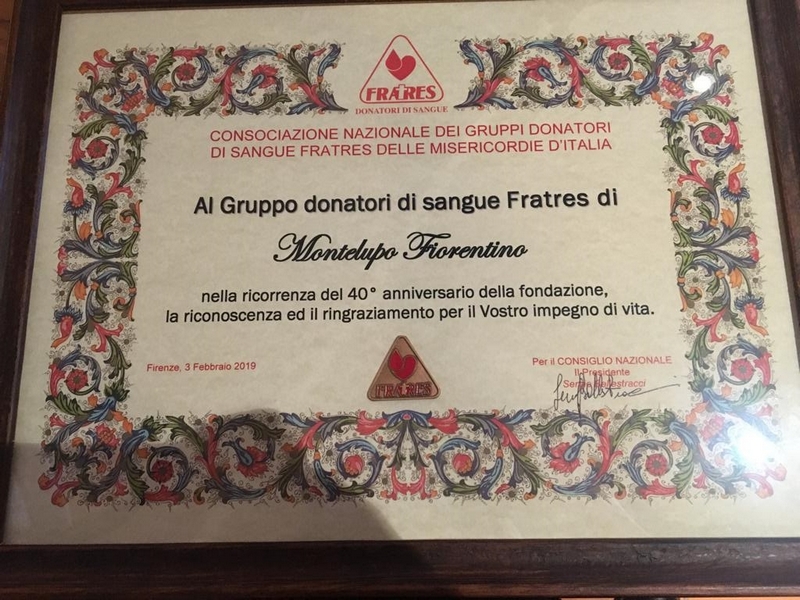 FRATRES
DONATORI DI SANGUE
CONSOCIAZIONE NAZIONALE DEI GRUPPI DONATORI
DI SANGUE FRATRES DELLE MISERICORDIE D'ITALIA
Al Gruppo donatori di sangue Fratres di
Montelupo Fiorentino
nella ricorrenza del 40° anniversario della fondazione,
la riconoscenza ed il ringraziamento per il Vostro impegno di vita.
Firenze, 3 Febbraio 2019
FRATRES
Per il CONSIGLIO NAZIONALE
Il Presidente